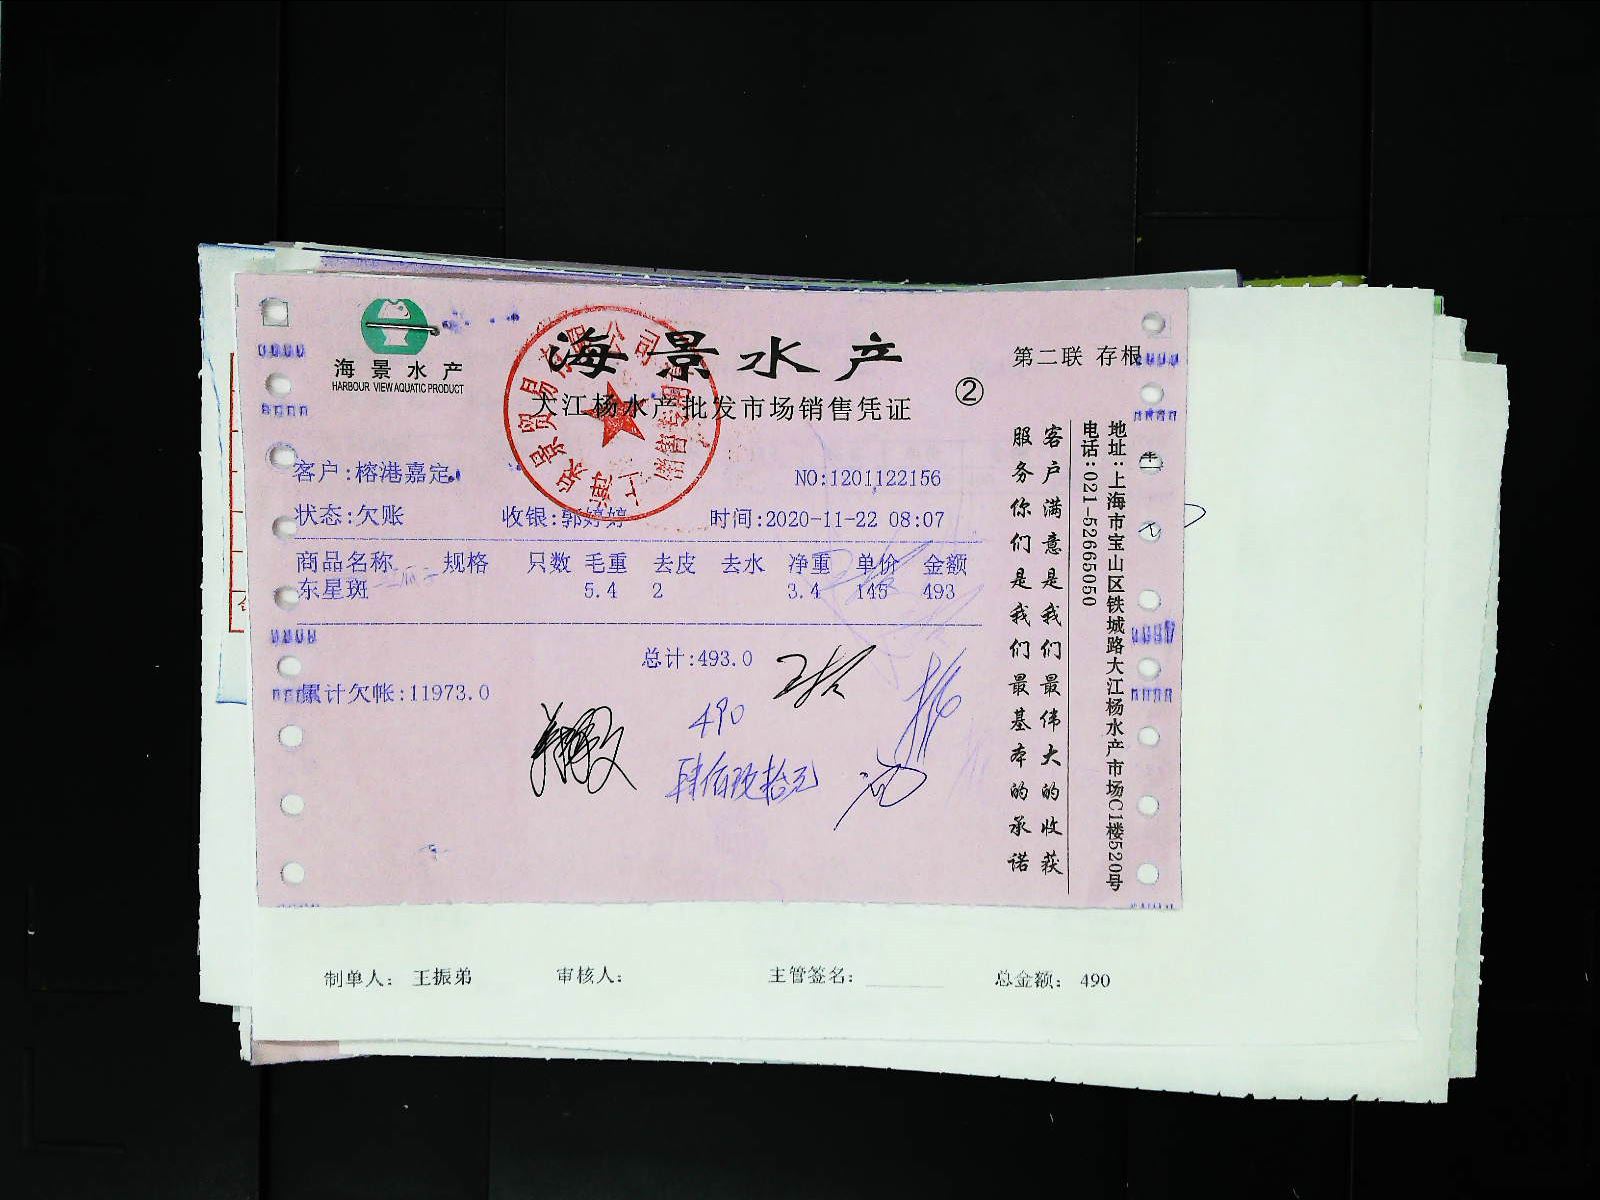 海景水产
HARBOUR VIEW AQUATIC PRODUCT
海景水产
大江杨水产批发市场销售凭证
②
第二联 存根
客户:榕港嘉定
NO:1201122156
状态:欠账 收银:郭婷婷 时间:2020-11-22 08:07
商品名称 规格 只数 毛重 去皮 去水 净重 单价 金额
东星斑 5.4 2 3.4 145 493
总计:493.0
累计欠帐:11973.0
490
肆佰玖拾元
客户满意是我们最伟大的收获
服务你们是我们最基本的承诺
地址:上海市宝山区铁城路大江杨水产市场C1楼520号
电话:021-52665050
销售专用
制单人: 王振弟 审核人: 主管签名: 总金额: 490